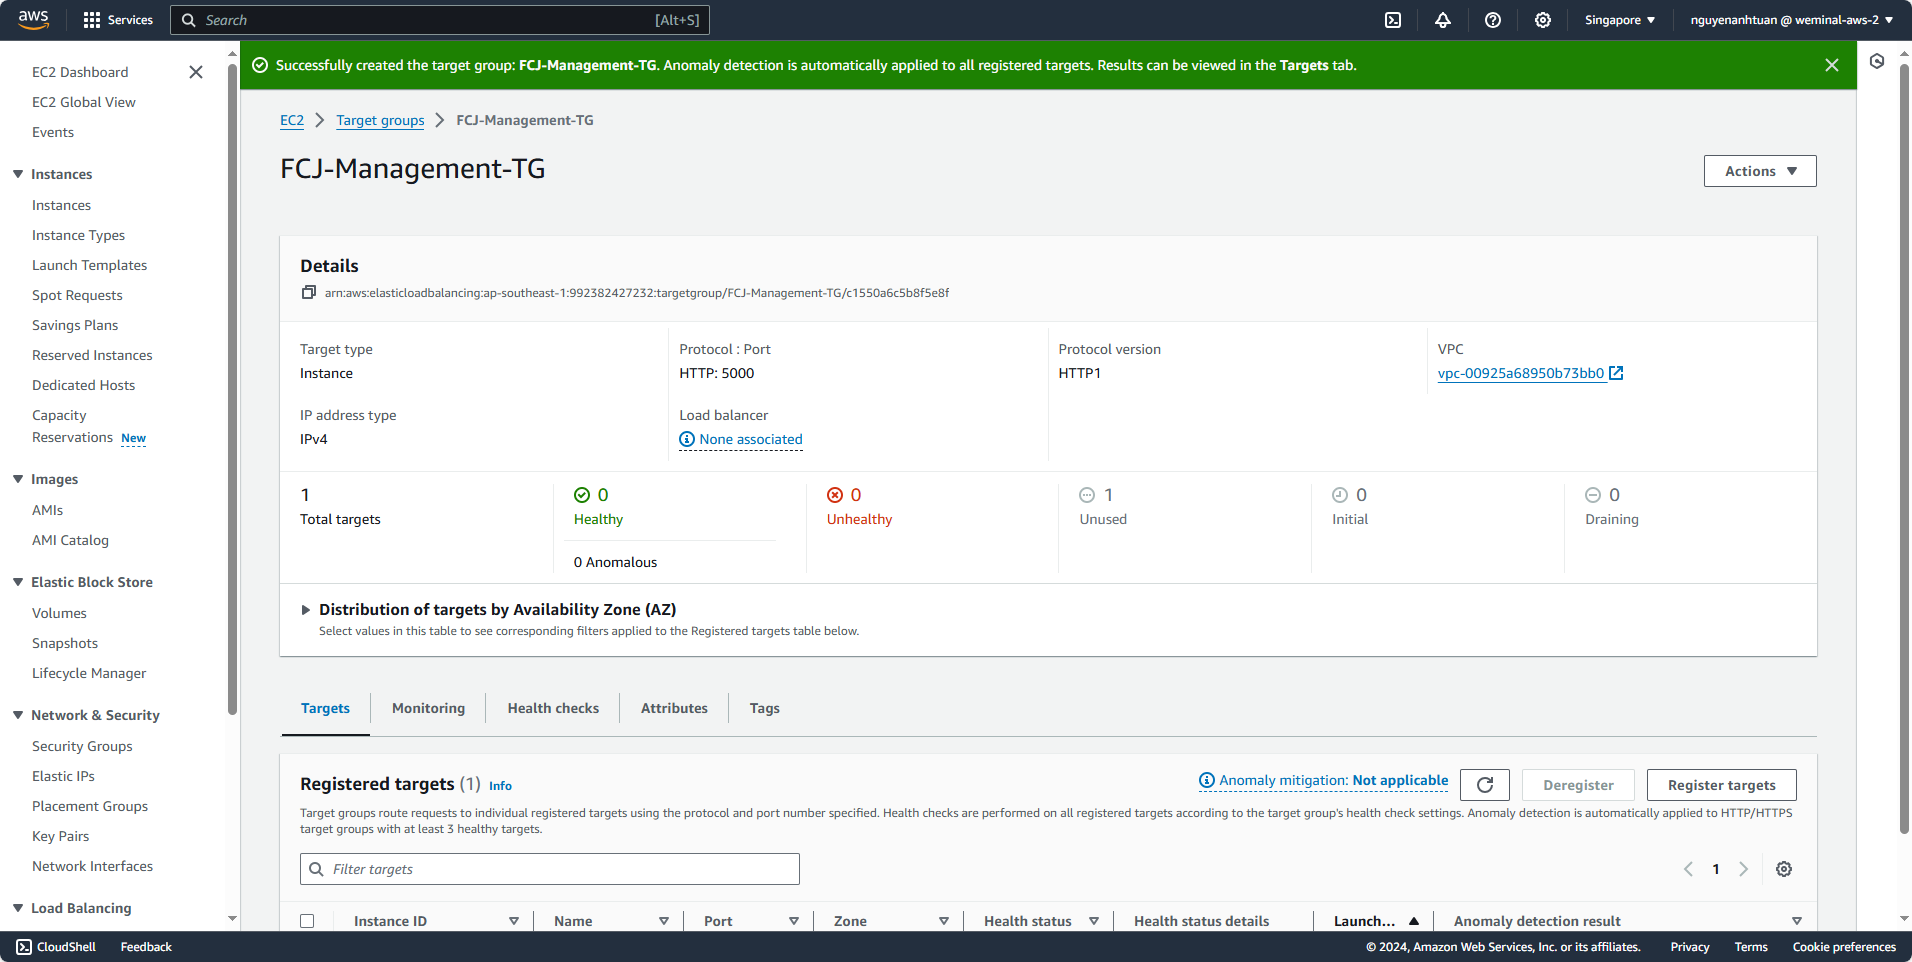 aws
Services
Search
[Alt+S]
Singapore
nguyenanhtuan @ weminal-aws-2
EC2 Dashboard
EC2 Global View
Events
Instances
Instances
Instance Types
Launch Templates
Spot Requests
Savings Plans
Reserved Instances
Dedicated Hosts
Capacity
Reservations New
Images
AMIs
AMI Catalog
Elastic Block Store
Volumes
Snapshots
Lifecycle Manager
Network & Security
Security Groups
Elastic IPs
Placement Groups
Key Pairs
Network Interfaces
Load Balancing
Successfully created the target group: FCJ-Management-TG. Anomaly detection is automatically applied to all registered targets. Results can be viewed in the Targets tab.
EC2 Target groups FCJ-Management-TG
FCJ-Management-TG
Actions
Details
arn:aws:elasticloadbalancing:ap-southeast-1:992382427232:targetgroup/FCJ-Management-TG/c1550a6c5b8f5e8f
Target type
Instance
Protocol : Port
HTTP: 5000
Protocol version
HTTP1
VPC
vpc-00925a68950b73bb0
IP address type
IPv4
Load balancer
None associated
1
Total targets
0
Healthy
0 Anomalous
0
Unhealthy
1
Unused
0
Initial
0
Draining
Distribution of targets by Availability Zone (AZ)
Select values in this table to see corresponding filters applied to the Registered targets table below.
Targets Monitoring Health checks Attributes Tags
Registered targets (1) Info
Anomaly mitigation: Not applicable
Deregister
Register targets
Target groups route requests to individual registered targets using the protocol and port number specified. Health checks are performed on all registered targets according to the target group's health check settings. Anomaly detection is automatically applied to HTTP/HTTPS
target groups with at least 3 healthy targets.
Filter targets
1
Instance ID Name Port Zone Health status Health status details Launch... Anomaly detection result
CloudShell Feedback
© 2024, Amazon Web Services, Inc. or its affiliates. Privacy Terms Cookie preferences